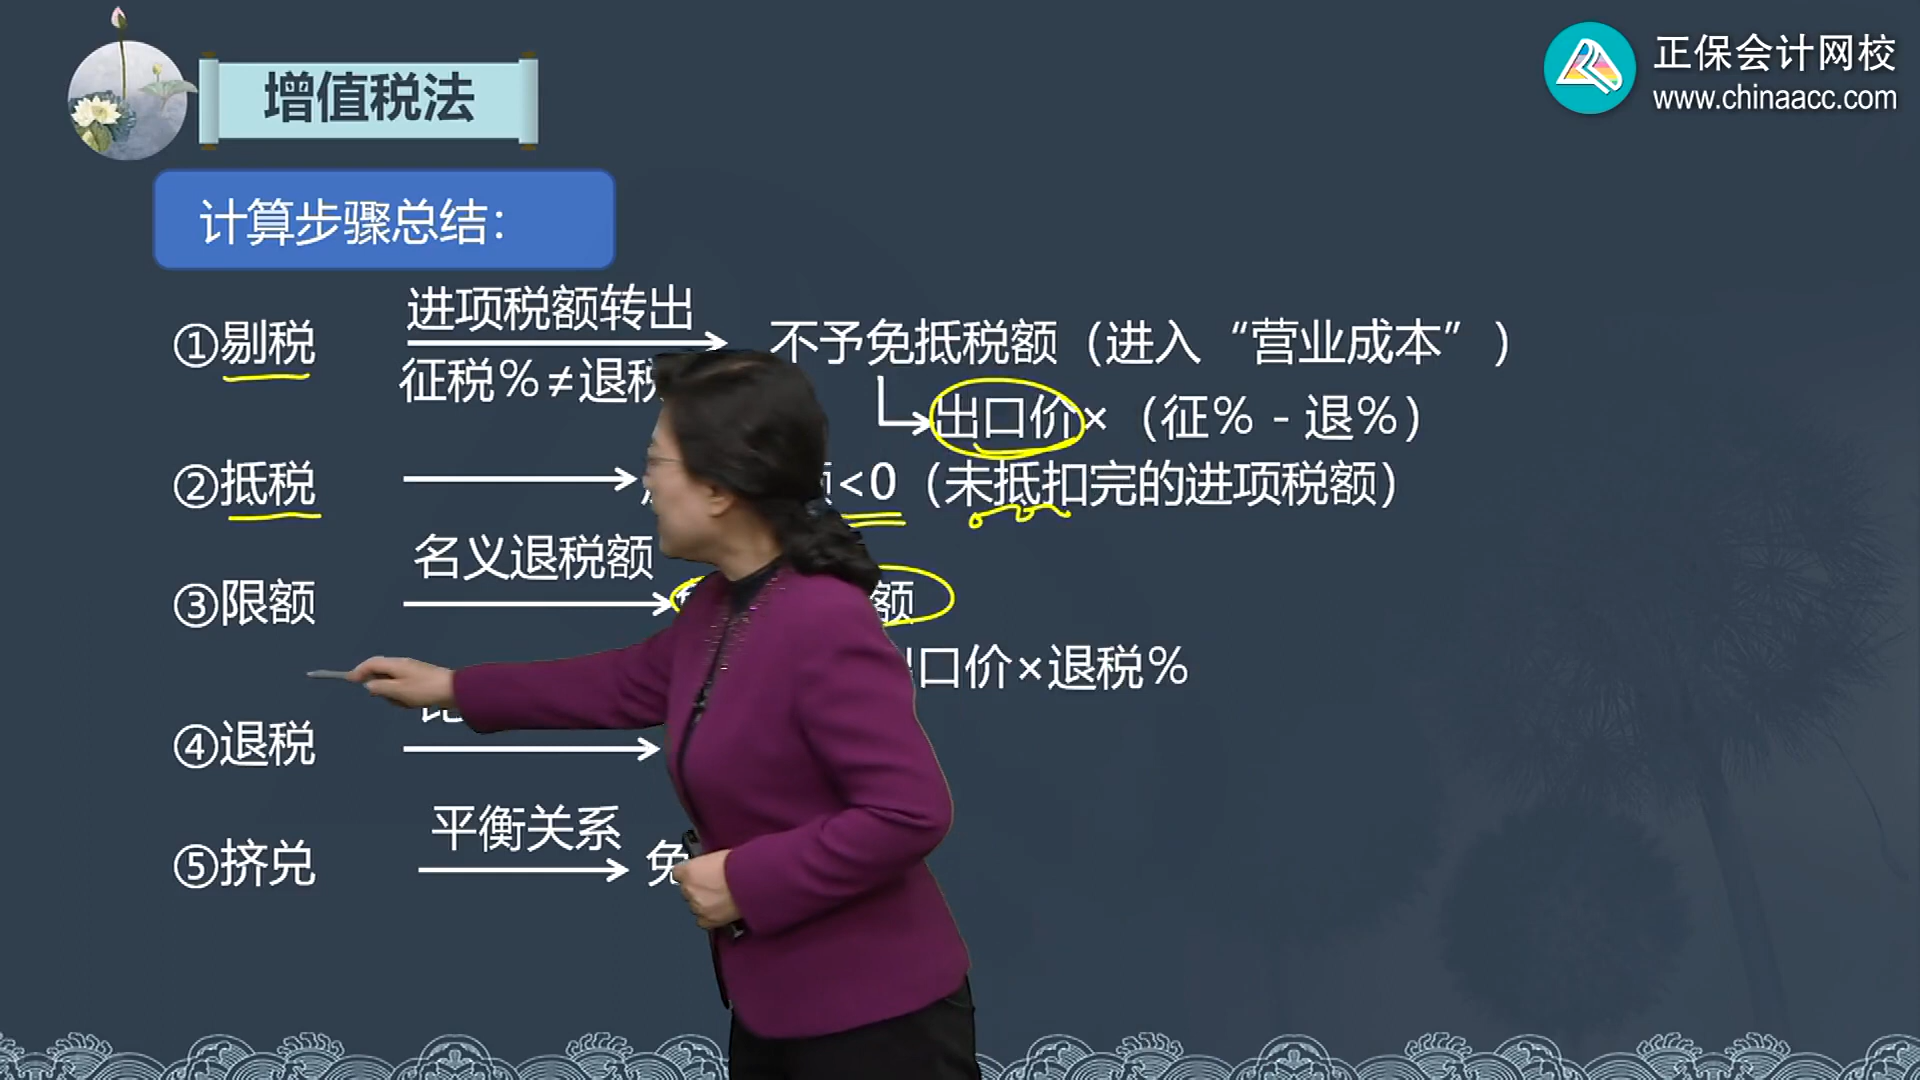 增值税法
正保会计网校
www.chinaacc.com
计算步骤总结：
①剔税 进项税额转出 不予免抵税额（进入“营业成本”）
征税%≠退税
出口价×（征%－退%）
②抵税 <0（未抵扣完的进项税额）
③限额 名义退税额 额
口价×退税%
④退税
⑤挤兑 平衡关系 免